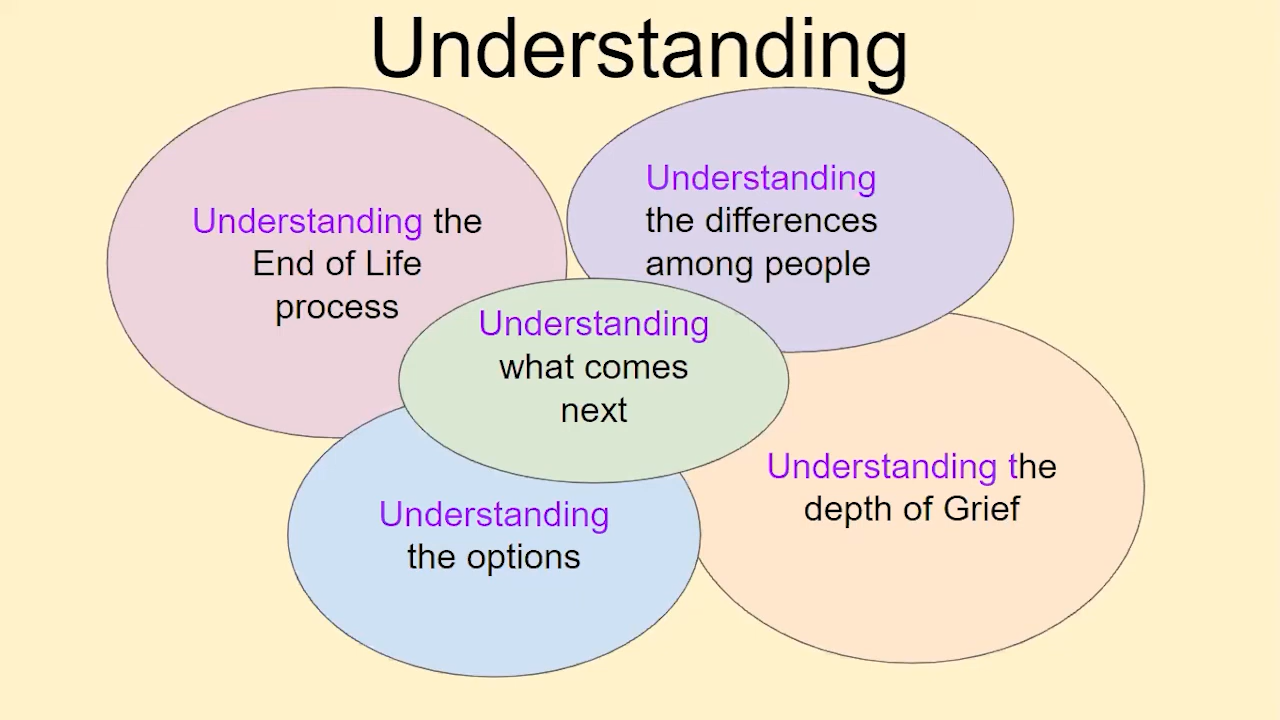 Understanding
Understanding the
End of Life
process
Understanding
the differences
among people
Understanding
what comes
next
Understanding
the options
Understanding the
depth of Grief